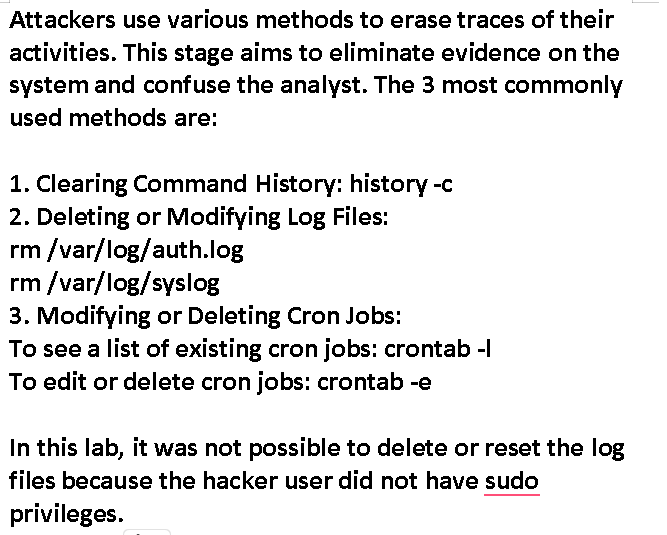 Attackers use various methods to erase traces of their
activities. This stage aims to eliminate evidence on the
system and confuse the analyst. The 3 most commonly
used methods are:
1. Clearing Command History: history -c
2. Deleting or Modifying Log Files:
rm /var/log/auth.log
rm /var/log/syslog
3. Modifying or Deleting Cron Jobs:
To see a list of existing cron jobs: crontab -l
To edit or delete cron jobs: crontab -e
In this lab, it was not possible to delete or reset the log
files because the hacker user did not have sudo
privileges.